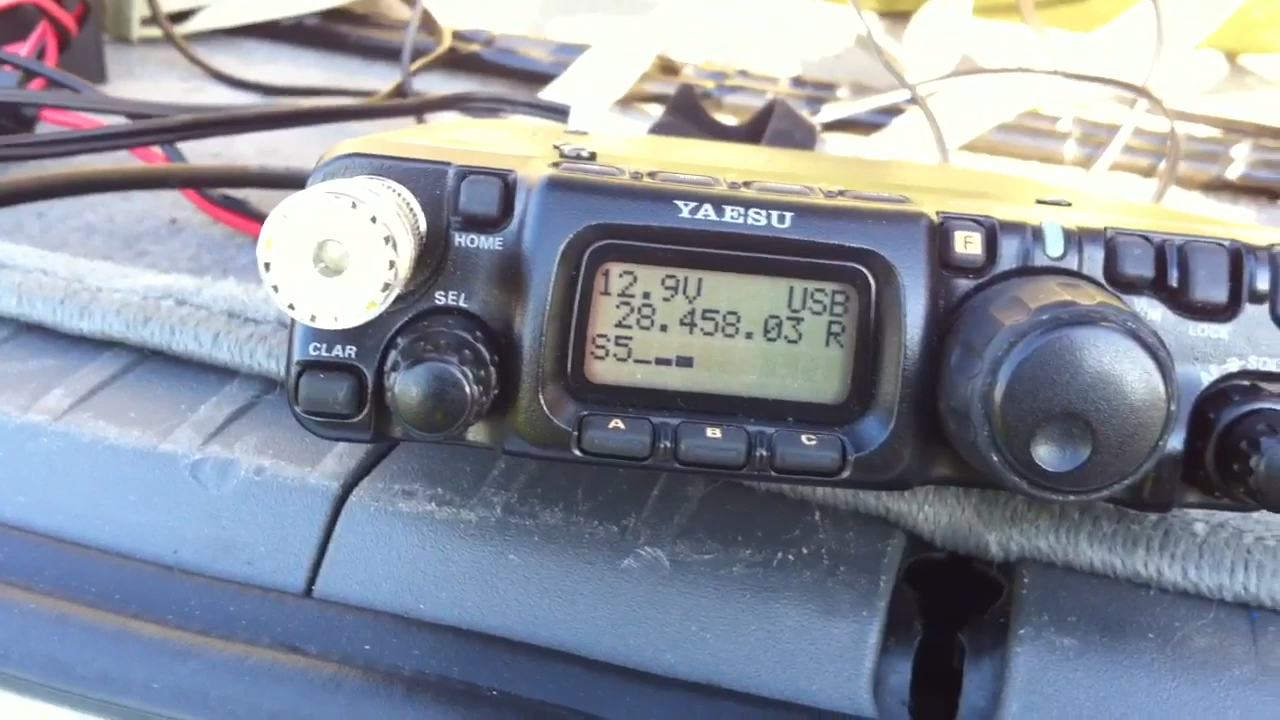 YAESU
HOME
F
SEL
12.9V USB
28.458.03 R
S5
CLAR
LOCK
A B C